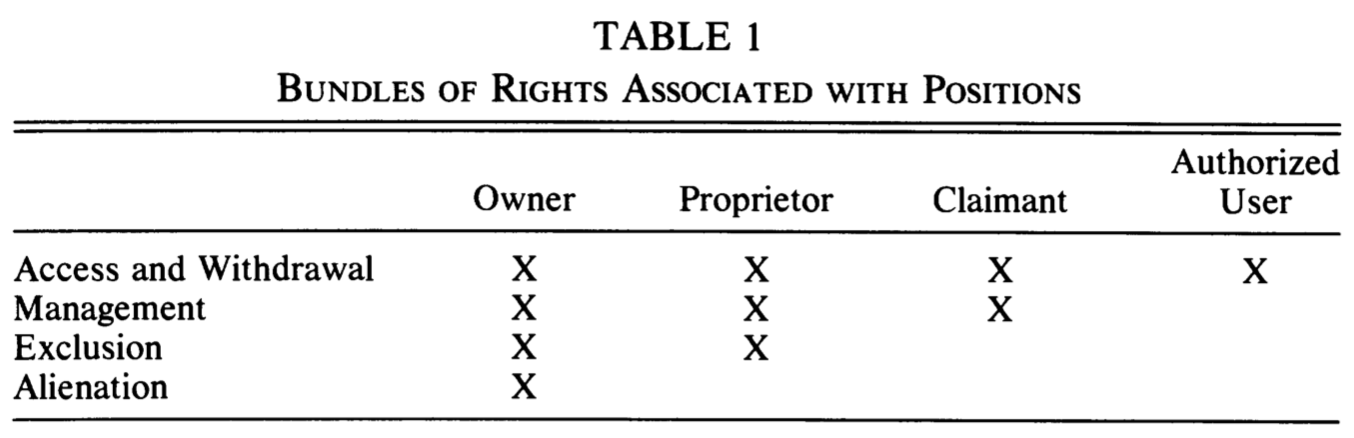 TABLE 1
BUNDLES OF RIGHTS ASSOCIATED WITH POSITIONS
Owner Proprietor Claimant Authorized User
Access and Withdrawal X X X X
Management X X X
Exclusion X X
Alienation X